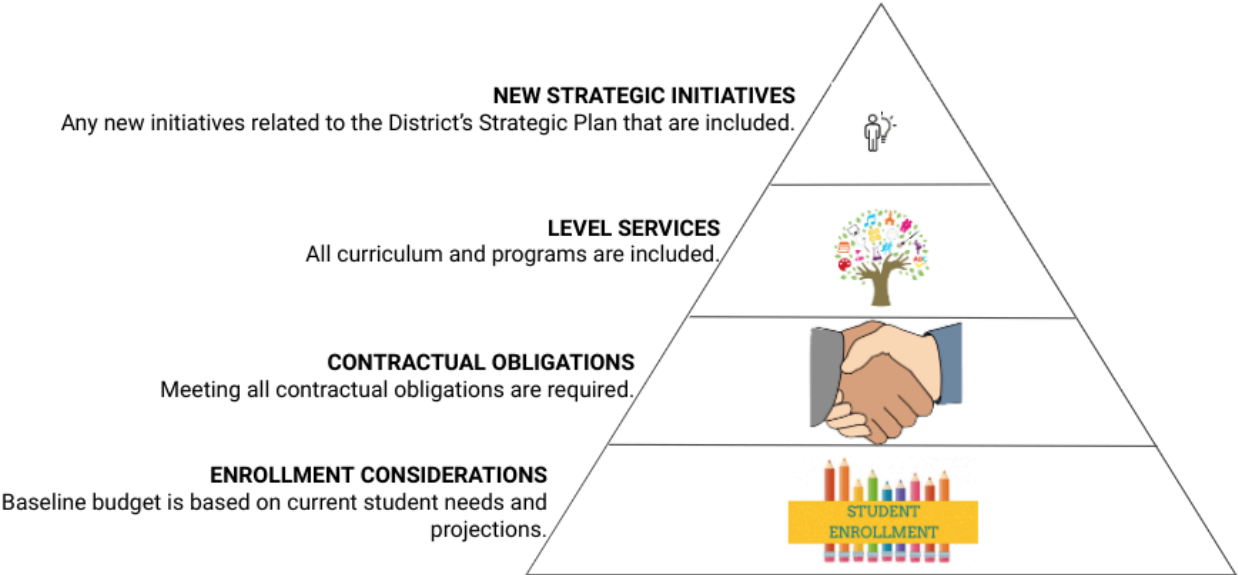 NEW STRATEGIC INITIATIVES
Any new initiatives related to the District's Strategic Plan that are included.
LEVEL SERVICES
All curriculum and programs are included.
CONTRACTUAL OBLIGATIONS
Meeting all contractual obligations are required.
ENROLLMENT CONSIDERATIONS
Baseline budget is based on current student needs and
projections.
STUDENT
ENROLLMENT